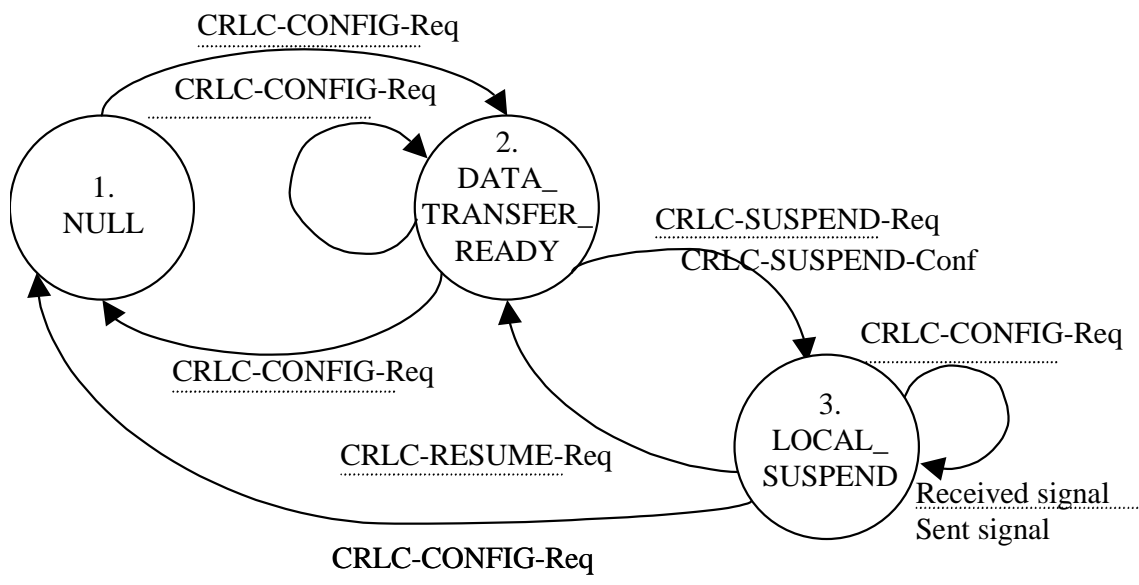 CRLC-CONFIG-Req
CRLC-CONFIG-Req
1.
NULL
2.
DATA_
TRANSFER_
READY
CRLC-SUSPEND-Req
CRLC-SUSPEND-Conf
CRLC-CONFIG-Req
CRLC-CONFIG-Req
3.
LOCAL_
SUSPEND
CRLC-RESUME-Req
Received signal
Sent signal
CRLC-CONFIG-Req